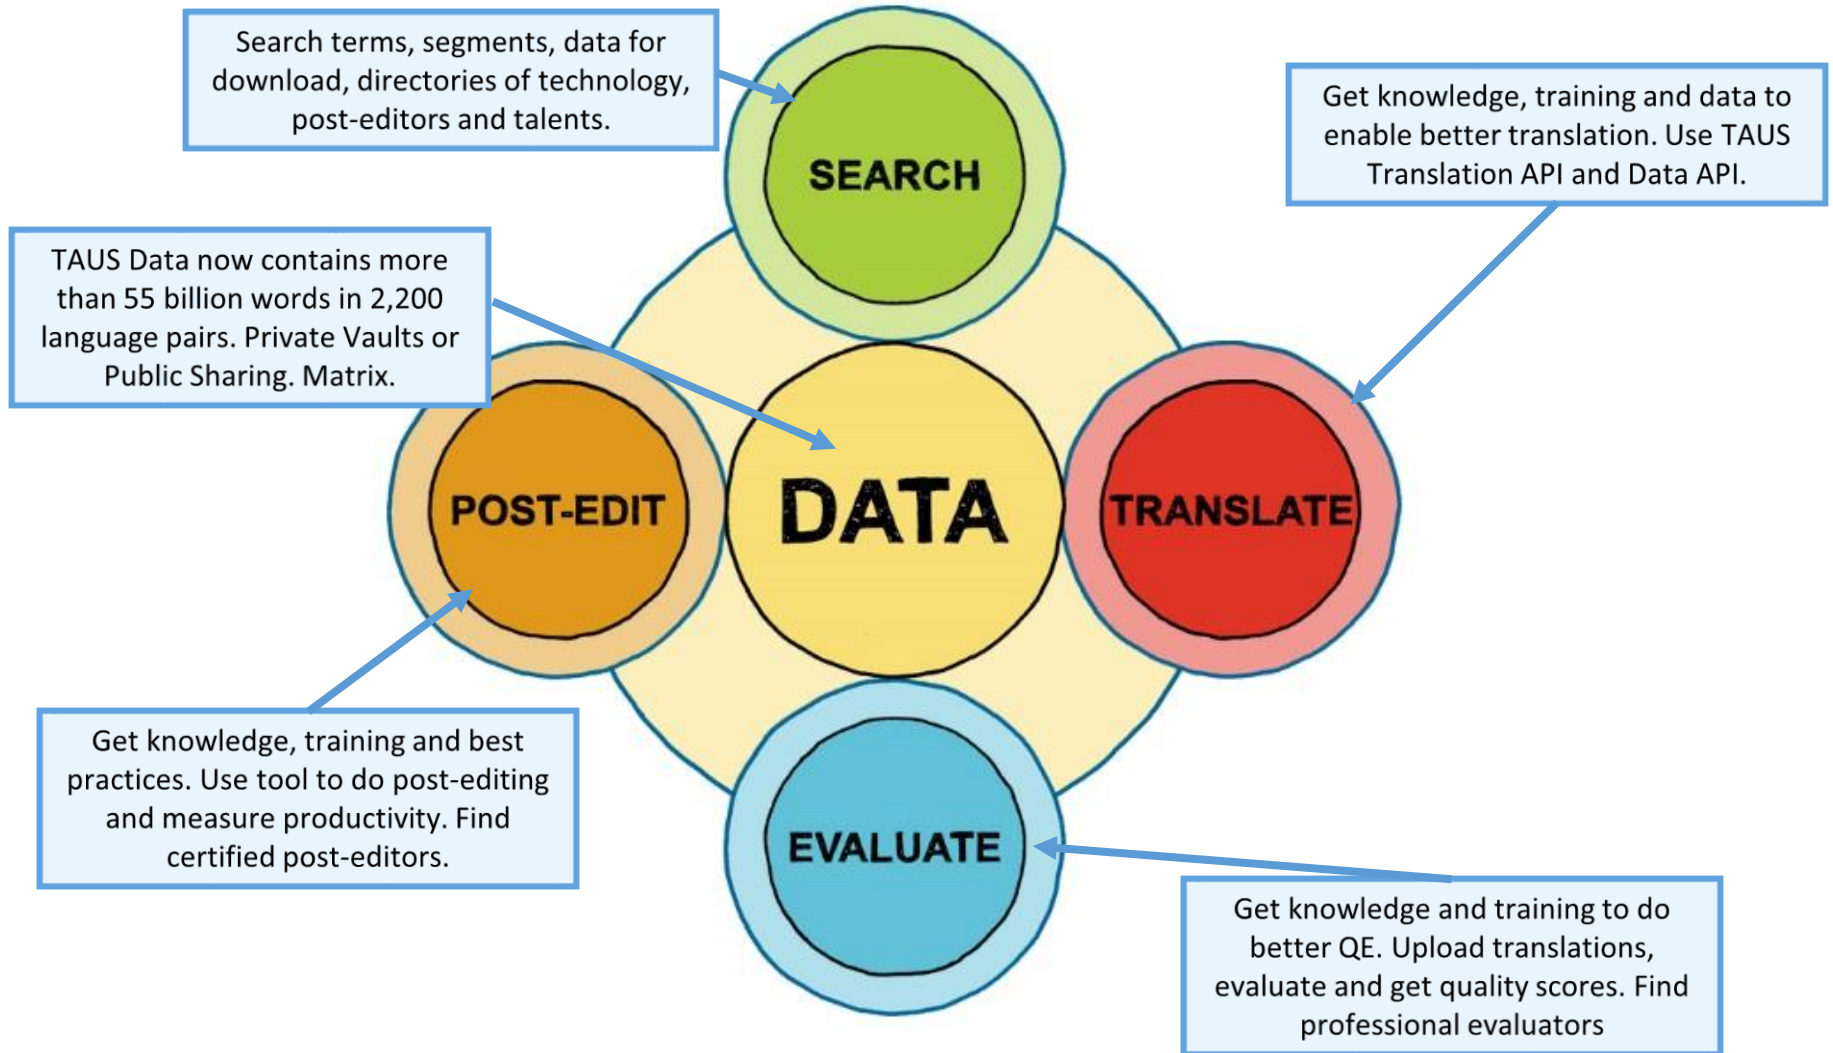 Search terms, segments, data for
download, directories of technology,
post-editors and talents.
Get knowledge, training and data to
enable better translation. Use TAUS
Translation API and Data API.
SEARCH
TAUS Data now contains more
than 55 billion words in 2,200
language pairs. Private Vaults or
Public Sharing. Matrix.
POST-EDIT
DATA
TRANSLATE
Get knowledge, training and best
practices. Use tool to do post-editing
and measure productivity. Find
certified post-editors.
EVALUATE
Get knowledge and training to do
better QE. Upload translations,
evaluate and get quality scores. Find
professional evaluators